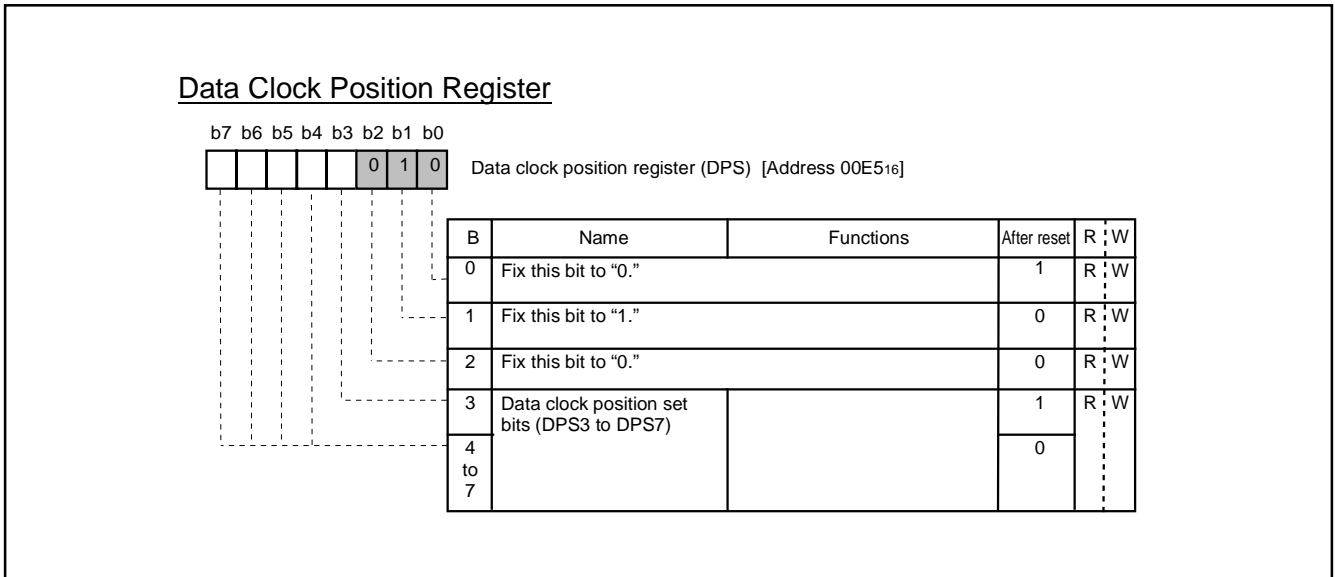 Data Clock Position Register
b7 b6 b5 b4 b3 b2 b1 b0
0 1 0
Data clock position register (DPS) [Address 00E516]
B Name Functions After reset R W
0 Fix this bit to “0.” 1 R W
1 Fix this bit to “1.” 0 R W
2 Fix this bit to “0.” 0 R W
3 Data clock position set 1 R W
bits (DPS3 to DPS7)
4 0
to
7